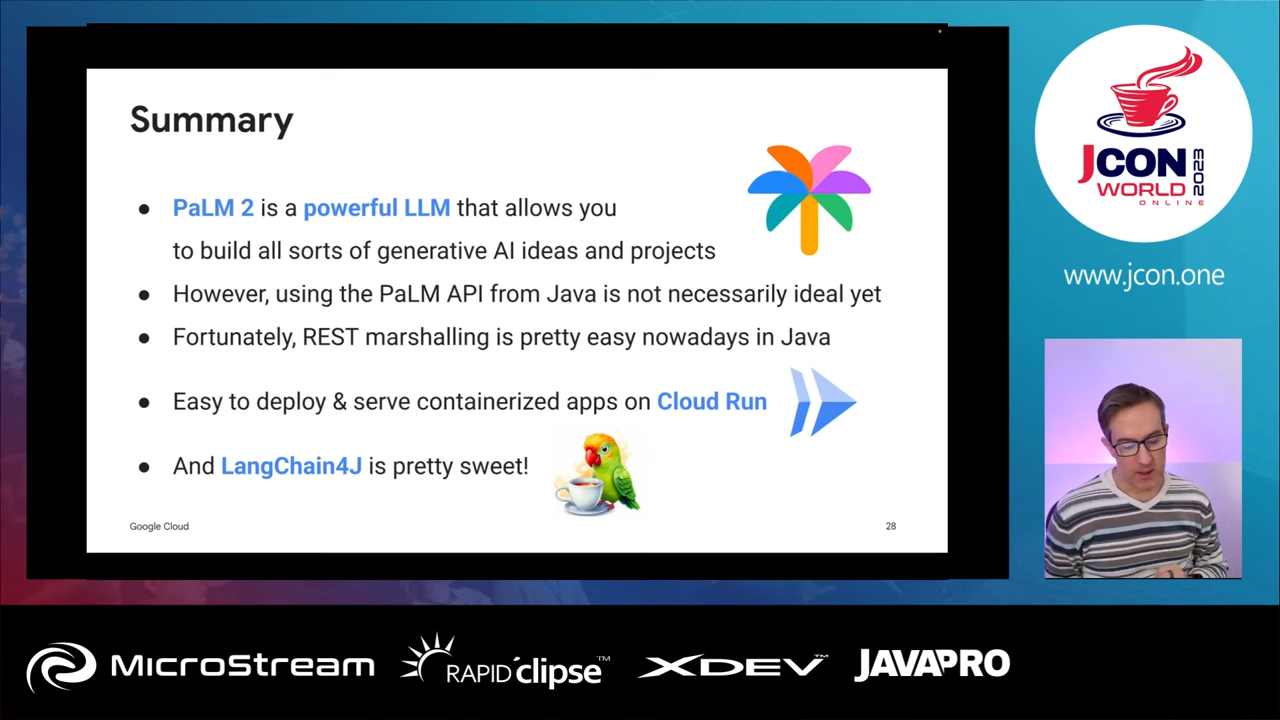 Summary
● PaLM 2 is a powerful LLM that allows you
to build all sorts of generative AI ideas and projects
● However, using the PaLM API from Java is not necessarily ideal yet
● Fortunately, REST marshalling is pretty easy nowadays in Java
● Easy to deploy & serve containerized apps on Cloud Run
● And LangChain4J is pretty sweet!
Google Cloud
28
JCON
WORLD
2023
ONLINE
www.jcon.one
MICROSTREAM
RAPID'clipse™
XDEV™
JAVAPRO